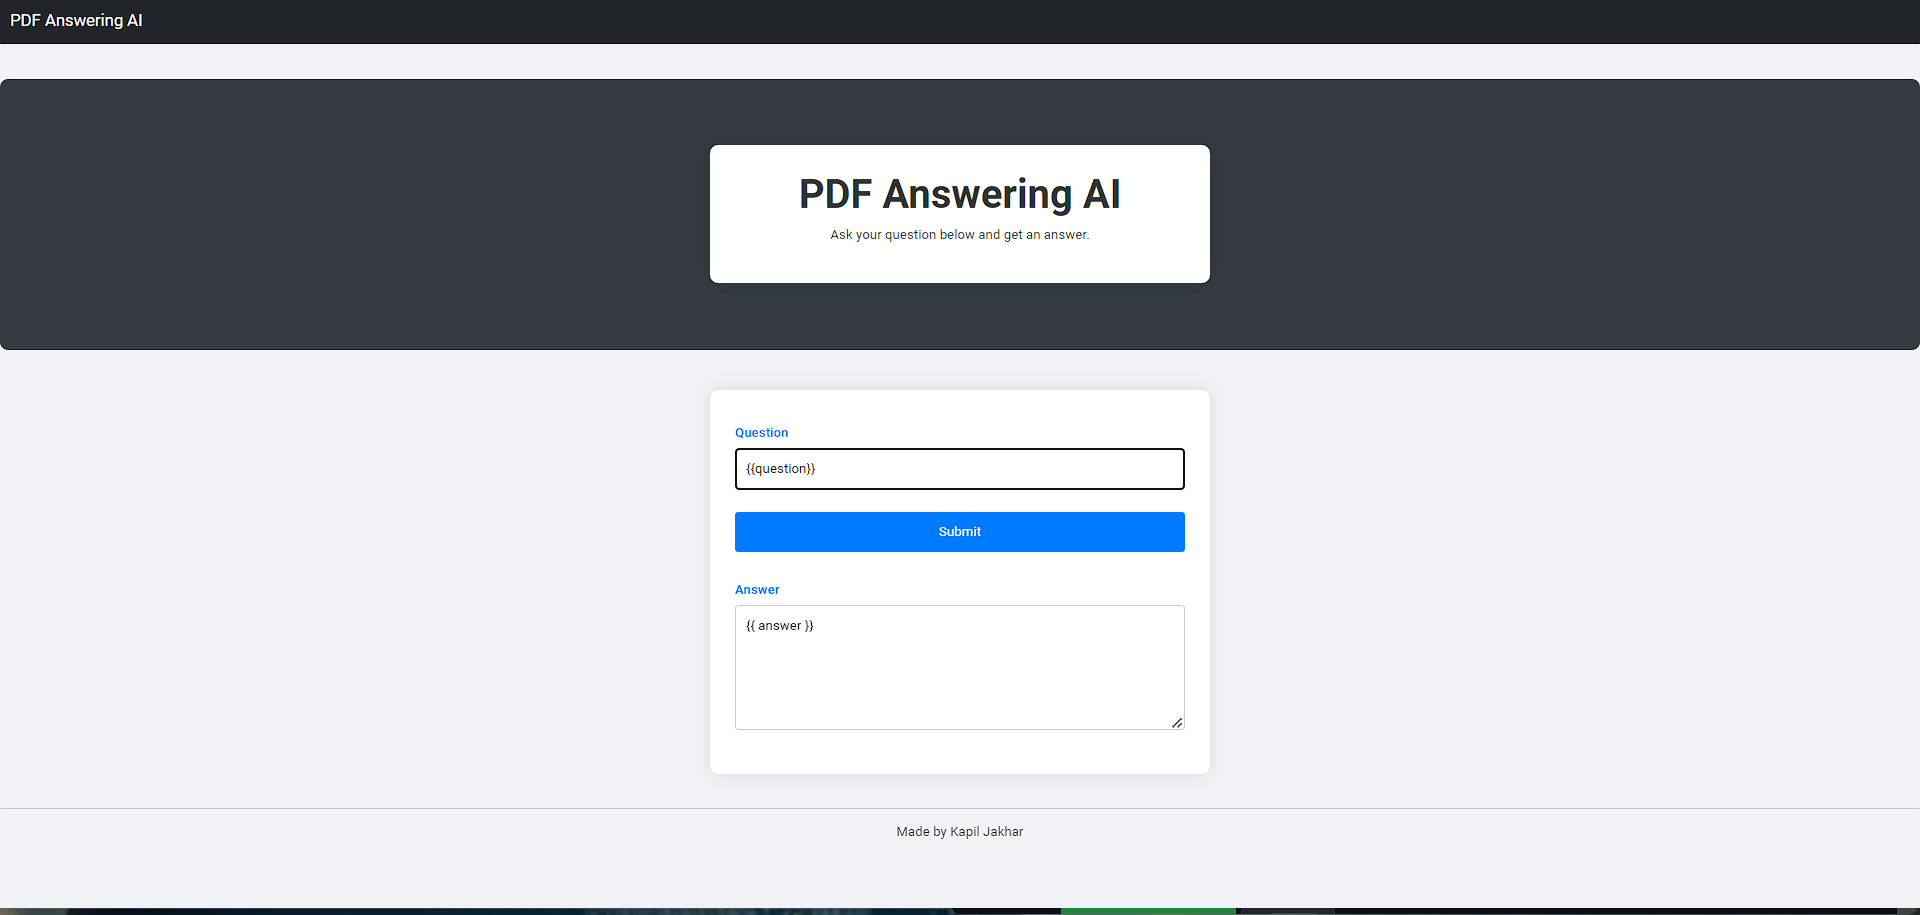 PDF Answering AI
PDF Answering AI
Ask your question below and get an answer.
Question
{{question}}
Submit
Answer
{{ answer }}
Made by Kapil Jakhar